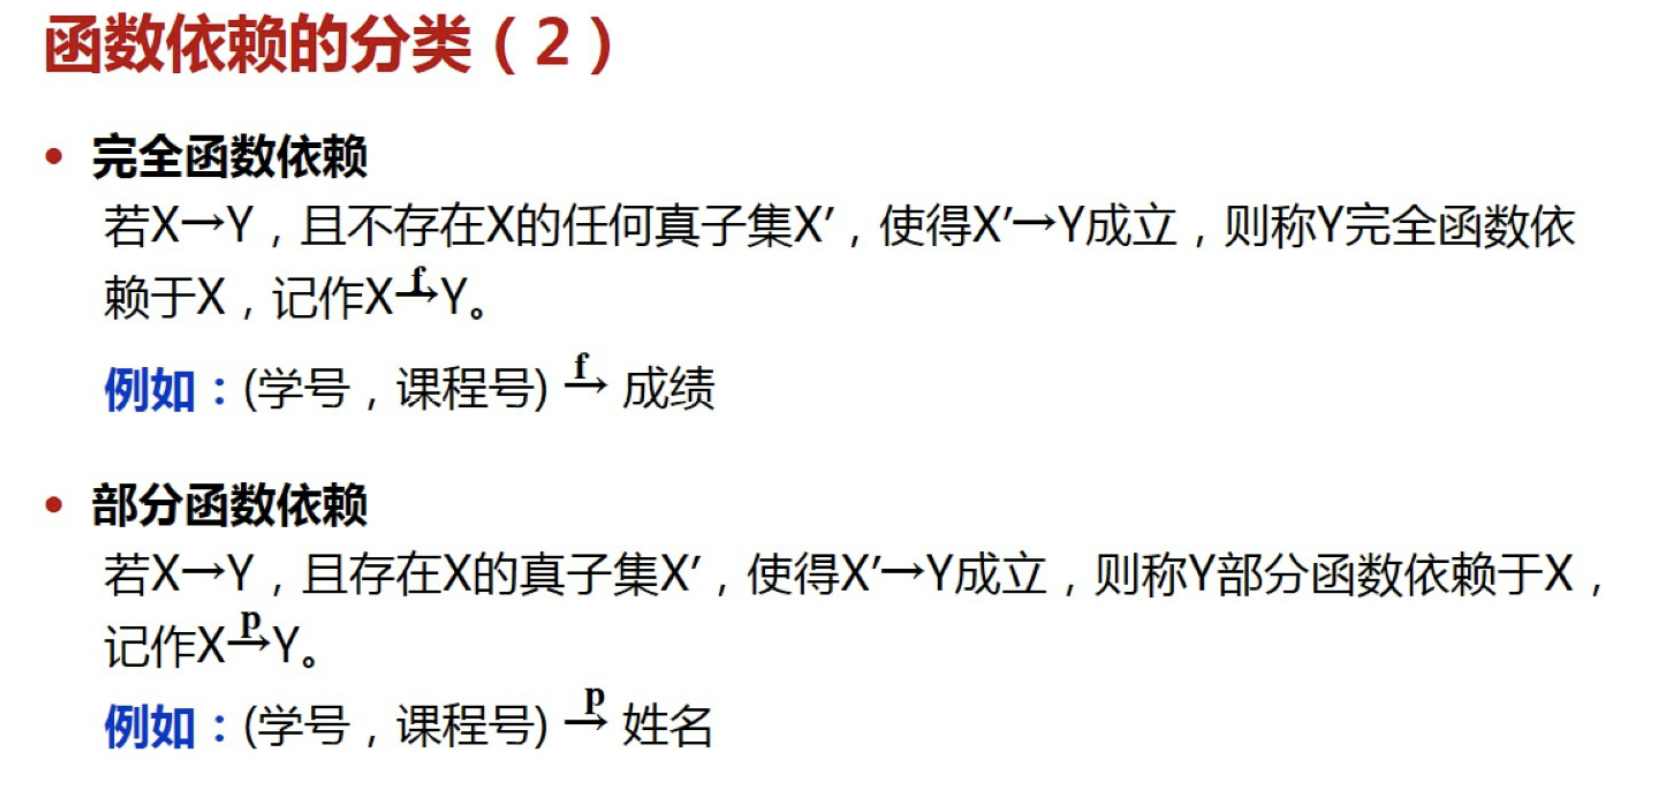 函数依赖的分类（2）
• 完全函数依赖
若X→Y，且不存在X的任何真子集X′，使得X′→Y成立，则称Y完全函数依
赖于X，记作X f→Y。
例如：(学号，课程号) f→ 成绩
• 部分函数依赖
若X→Y，且存在X的真子集X′，使得X′→Y成立，则称Y部分函数依赖于X，
记作X p→Y。
例如：(学号，课程号) p→ 姓名